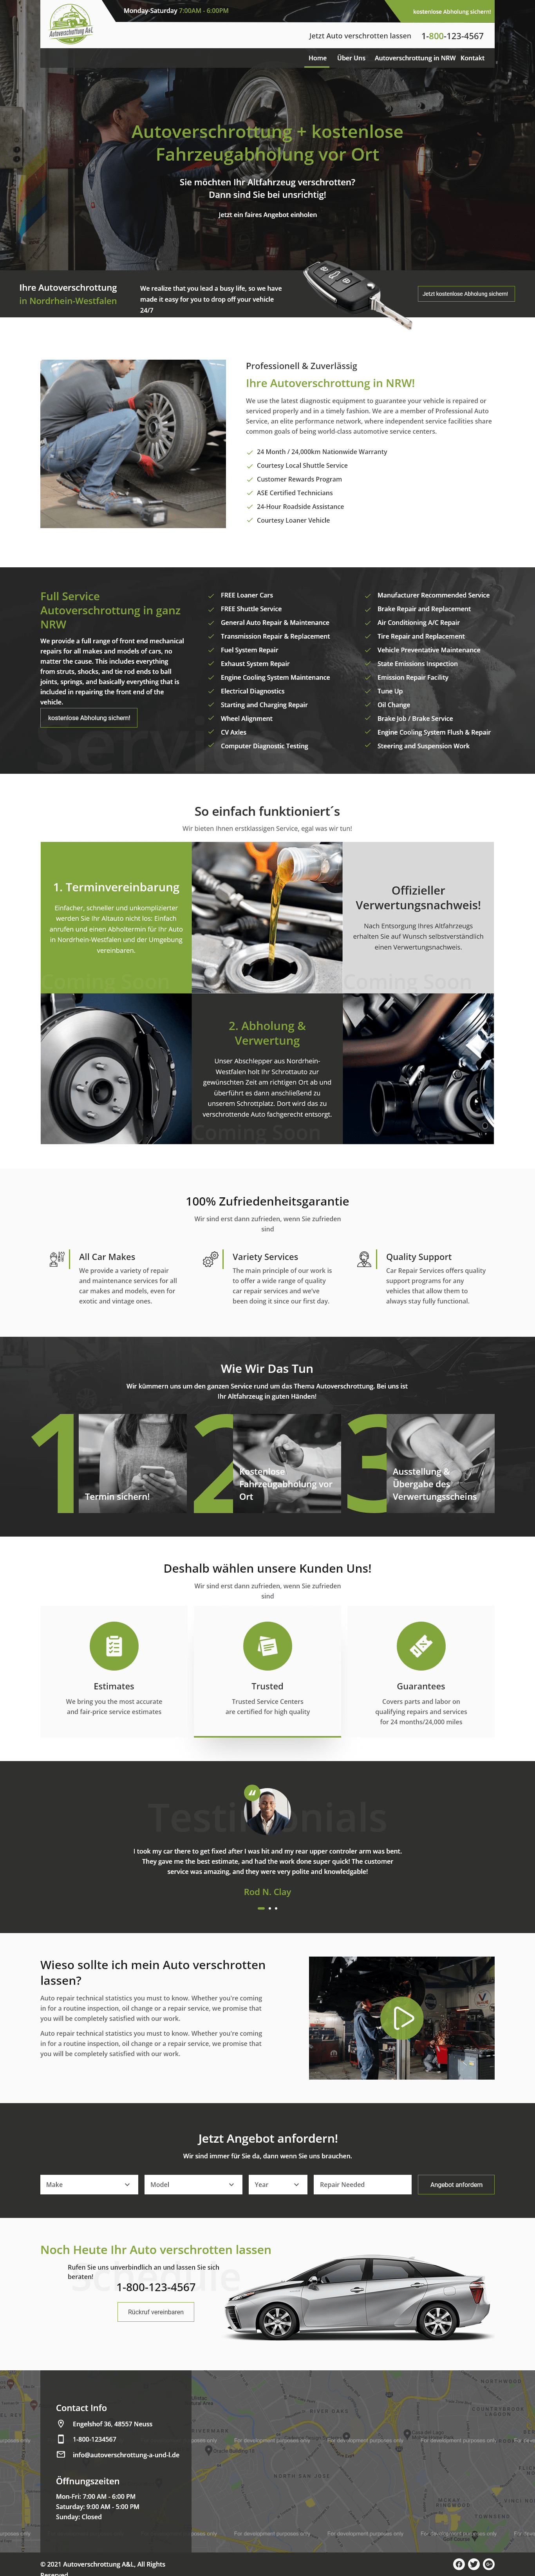 Monday-Saturday 7:00AM - 6:00PM
kostenlose Abholung sichern!
Autoverschrottung A&L
Jetzt Auto verschrotten lassen
1-800-123-4567
Home
Über Uns
Autoverschrottung in NRW
Kontakt
Autoverschrottung + kostenlose
Fahrzeugabholung vor Ort
Sie möchten Ihr Altfahrzeug verschrotten?
Dann sind Sie bei unsrichtig!
Jetzt ein faires Angebot einholen
Ihre Autoverschrottung
in Nordrhein-Westfalen
We realize that you lead a busy life, so we have
made it easy for you to drop off your vehicle
24/7
Jetzt kostenlose Abholung sichern!
Professionell & Zuverlässig
Ihre Autoverschrottung in NRW!
We use the latest diagnostic equipment to guarantee your vehicle is repaired or
serviced properly and in a timely fashion. We are a member of Professional Auto
Service, an elite performance network, where independent service facilities share
common goals of being world-class automotive service centers.
24 Month / 24,000km Nationwide Warranty
Courtesy Local Shuttle Service
Customer Rewards Program
ASE Certified Technicians
24-Hour Roadside Assistance
Courtesy Loaner Vehicle
Full Service
Autoverschrottung in ganz
NRW
We provide a full range of front end mechanical
repairs for all makes and models of cars, no
matter the cause. This includes everything
from struts, shocks, and tie rod ends to ball
joints, springs, and basically everything that is
included in repairing the front end of the
vehicle.
kostenlose Abholung sichern!
Se
FREE Loaner Cars
FREE Shuttle Service
General Auto Repair & Maintenance
Transmission Repair & Replacement
Fuel System Repair
Exhaust System Repair
Engine Cooling System Maintenance
Electrical Diagnostics
Starting and Charging Repair
Wheel Alignment
CV Axles
Computer Diagnostic Testing
Manufacturer Recommended Service
Brake Repair and Replacement
Air Conditioning A/C Repair
Tire Repair and Replacement
Vehicle Preventative Maintenance
State Emissions Inspection
Emission Repair Facility
Tune Up
Oil Change
Brake Job / Brake Service
Engine Cooling System Flush & Repair
Steering and Suspension Work
So einfach funktioniert´s
Wir bieten Ihnen erstklassigen Service, egal was wir tun!
1. Terminvereinbarung
Einfacher, schneller und unkomplizierter
werden Sie Ihr Altauto nicht los: Einfach
anrufen und einen Abholtermin für Ihr Auto
in Nordrhein-Westfalen und der Umgebung
vereinbaren.
Coming Soon
Offizieller
Verwertungsnachweis!
Nach Entsorgung Ihres Altfahrzeugs
erhalten Sie auf Wunsch selbstverständlich
einen Verwertungsnachweis.
Coming Soon
2. Abholung &
Verwertung
Unser Abschlepper aus Nordrhein-
Westfalen holt Ihr Schrottauto zur
gewünschten Zeit am richtigen Ort ab und
überführt es dann anschließend zu
unserem Schrottplatz. Dort wird das zu
verschrottende Auto fachgerecht entsorgt.
Coming Soon
100% Zufriedenheitsgarantie
Wir sind erst dann zufrieden, wenn Sie zufrieden
sind
All Car Makes
We provide a variety of repair
and maintenance services for all
car makes and models, even for
exotic and vintage ones.
Variety Services
The main principle of our work is
to offer a wide range of quality
car repair services and we've
been doing it since our first day.
Quality Support
Car Repair Services offers quality
support programs for any
vehicles that allow them to
always stay fully functional.
Wie Wir Das Tun
Wir kümmern uns um den ganzen Service rund um das Thema Autoverschrottung. Bei uns ist
Ihr Altfahrzeug in guten Händen!
1
Termin sichern!
2
Kostenlose
Fahrzeugabholung vor
Ort
3
Ausstellung &
Übergabe des
Verwertungsscheins
Deshalb wählen unsere Kunden Uns!
Wir sind erst dann zufrieden, wenn Sie zufrieden
sind
Estimates
We bring you the most accurate
and fair-price service estimates
Trusted
Trusted Service Centers
are certified for high quality
Guarantees
Covers parts and labor on
qualifying repairs and services
for 24 months/24,000 miles
Testimonials
I took my car there to get fixed after I was hit and my rear upper controler arm was bent.
They gave me the best estimate, and had the work done super quick! The customer
service was amazing, and they were very polite and knowledgable!
Rod N. Clay
Wieso sollte ich mein Auto verschrotten
lassen?
Auto repair technical statistics you must to know. Whether you're coming
in for a routine inspection, oil change or a repair service, we promise that
you will be completely satisfied with our work.
Auto repair technical statistics you must to know. Whether you're coming
in for a routine inspection, oil change or a repair service, we promise that
you will be completely satisfied with our work.
Jetzt Angebot anfordern!
Wir sind immer für Sie da, dann wenn Sie uns brauchen.
Make
Model
Year
Repair Needed
Angebot anfordern
Noch Heute Ihr Auto verschrotten lassen
Schedule
Rufen Sie uns unverbindlich an und lassen Sie sich
beraten!
1-800-123-4567
Rückruf vereinbaren
Contact Info
Engelshof 36, 48557 Neuss
1-800-1234567
info@autoverschrottung-a-und-l.de
Öffnungszeiten
Mon-Fri: 7:00 AM - 6:00 PM
Saturday: 9:00 AM - 5:00 PM
Sunday: Closed
For development purposes only
NORTH SAN JOSE
RIVER OAKS
© 2021 Autoverschrottung A&L, All Rights
Reserved